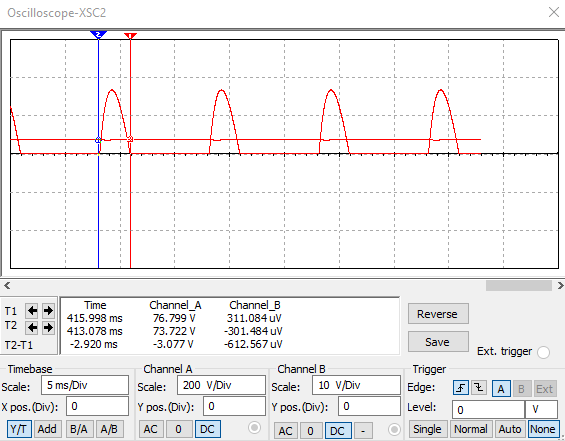 Oscilloscope-XSC2
2 1
T1
T2
T2-T1
Time Channel_A Channel_B
415.998 ms 76.799 V 311.084 uV
413.078 ms 73.722 V -301.484 uV
-2.920 ms -3.077 V -612.567 uV
Reverse
Save
Ext. trigger
Timebase Channel A Channel B Trigger
Scale: 5 ms/Div Scale: 200 V/Div Scale: 10 V/Div Edge: A B Ext
X pos.(Div): 0 Y pos.(Div): 0 Y pos.(Div): 0 Level: 0 V
Y/T Add B/A A/B AC 0 DC AC 0 DC - Single Normal Auto None